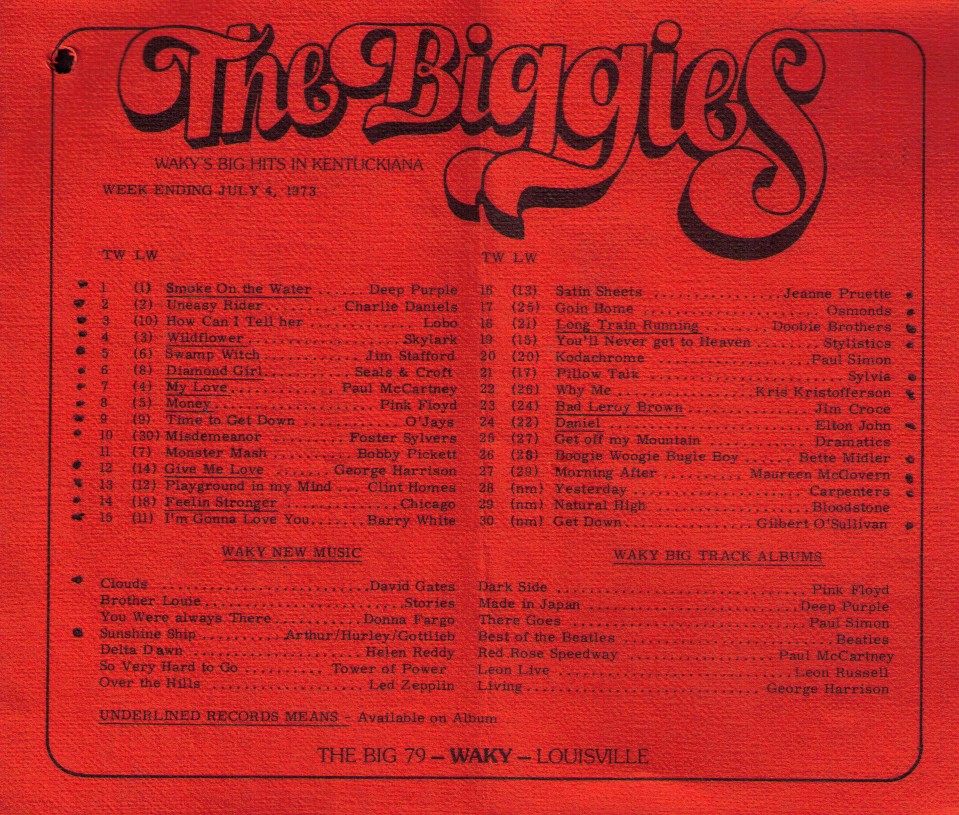 The Biggies
WAKY'S BIG HITS IN KENTUCKIANA
WEEK ENDING JULY 4, 1973
TW LW
1 (1) Smoke On the Water ...... Deep Purple
2 (2) Uneasy Rider .......... Charlie Daniels
3 (10) How Can I Tell her ............. Lobo
4 (3) Wildflower ................ Skylark
5 (6) Swamp Witch ............ Jim Stafford
6 (8) Diamond Girl........... Seals & Croft
7 (4) My Love............. Paul McCartney
8 (5) Money.................... Pink Floyd
9 (9) Time to Get Down ............ O'Jays
10 (30) Misdemeanor ......... Foster Sylvers
11 (7) Monster Mash .......... Bobby Pickett
12 (14) Give Me Love ....... George Harrison
13 (12) Playground in my Mind ... Clint Homes
14 (18) Feelin Stronger .............. Chicago
15 (11) I'm Gonna Love You....... Barry White
TW LW
16 (13) Satin Sheets ................. Jeanne Pruette
17 (25) Goin Home ..................... Osmonds
18 (21) Long Train Running ......... Doobie Brothers
19 (15) You'll Never get to Heaven ......... Stylistics
20 (20) Kodachrome .................... Paul Simon
21 (17) Pillow Talk ........................ Sylvia
22 (26) Why Me .................. Kris Kristofferson
23 (24) Bad Leroy Brown ............... Jim Croce
24 (22) Daniel ......................... Elton John
25 (27) Get off my Mountain ............. Dramatics
26 (28) Boogie Woogie Bugle Boy ...... Bette Midler
27 (29) Morning After .......... Maureen McGovern
28 (nm) Yesterday .................... Carpenters
29 (nm) Natural High .................. Bloodstone
30 (nm) Get Down................ Gilbert O'Sullivan
WAKY NEW MUSIC
Clouds ........................David Gates
Brother Louie.......................Stories
You Were always There...........Donna Fargo
Sunshine Ship ..........Arthur/Hurley/Gottlieb
Delta Dawn ....................Helen Reddy
So Very Hard to Go .......... Tower of Power
Over the Hills ................... Led Zepplin
WAKY BIG TRACK ALBUMS
Dark Side ............................... Pink Floyd
Made in Japan ......................... Deep Purple
There Goes ............................ Paul Simon
Best of the Beatles ........................ Beatles
Red Rose Speedway ................ Paul McCartney
Leon Live ........................... Leon Russell
Living........................... George Harrison
UNDERLINED RECORDS MEANS - Available on Album
THE BIG 79 – WAKY – LOUISVILLE